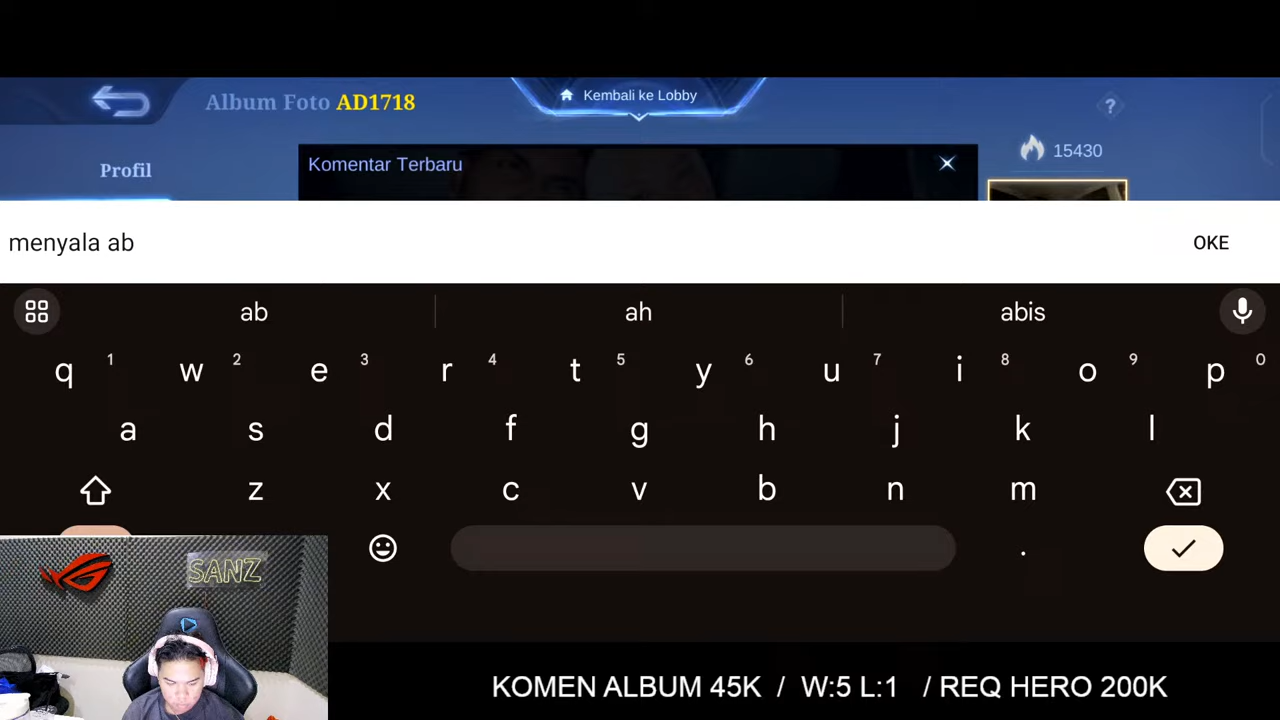 Album Foto AD1718
Kembali ke Lobby
?
Profil
Komentar Terbaru
15430
menyala ab
OKE
ab
ah
abis
q 1 w 2 e 3 r 4 t 5 y 6 u 7 i 8 o 9 p 0
a s d f g h j k l
z x c v b n m
.
SANZ
KOMEN ALBUM 45K / W:5 L:1 / REQ HERO 200K